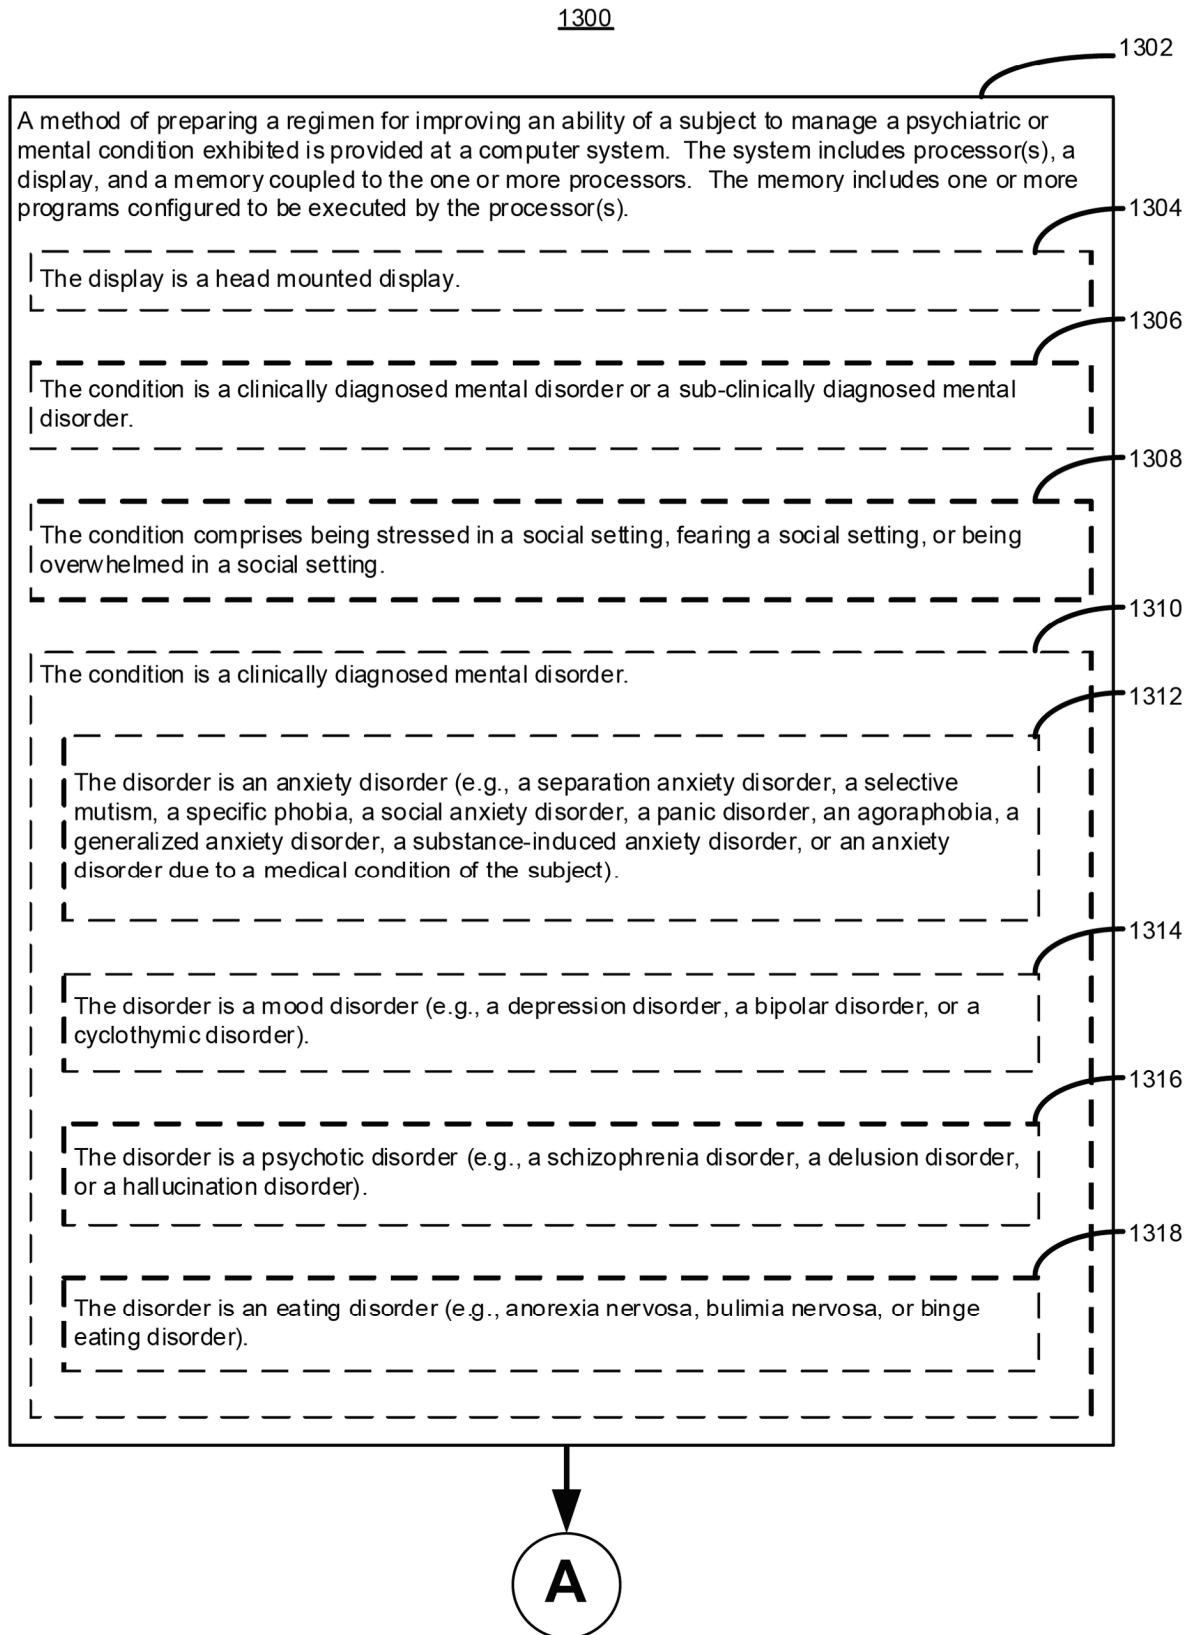 1300
1302
A method of preparing a regimen for improving an ability of a subject to manage a psychiatric or
mental condition exhibited is provided at a computer system. The system includes processor(s), a
display, and a memory coupled to the one or more processors. The memory includes one or more
programs configured to be executed by the processor(s).
1304
The display is a head mounted display.
1306
The condition is a clinically diagnosed mental disorder or a sub-clinically diagnosed mental
disorder.
1308
The condition comprises being stressed in a social setting, fearing a social setting, or being
overwhelmed in a social setting.
1310
The condition is a clinically diagnosed mental disorder.
1312
The disorder is an anxiety disorder (e.g., a separation anxiety disorder, a selective
mutism, a specific phobia, a social anxiety disorder, a panic disorder, an agoraphobia, a
generalized anxiety disorder, a substance-induced anxiety disorder, or an anxiety
disorder due to a medical condition of the subject).
1314
The disorder is a mood disorder (e.g., a depression disorder, a bipolar disorder, or a
cyclothymic disorder).
1316
The disorder is a psychotic disorder (e.g., a schizophrenia disorder, a delusion disorder,
or a hallucination disorder).
1318
The disorder is an eating disorder (e.g., anorexia nervosa, bulimia nervosa, or binge
eating disorder).
A